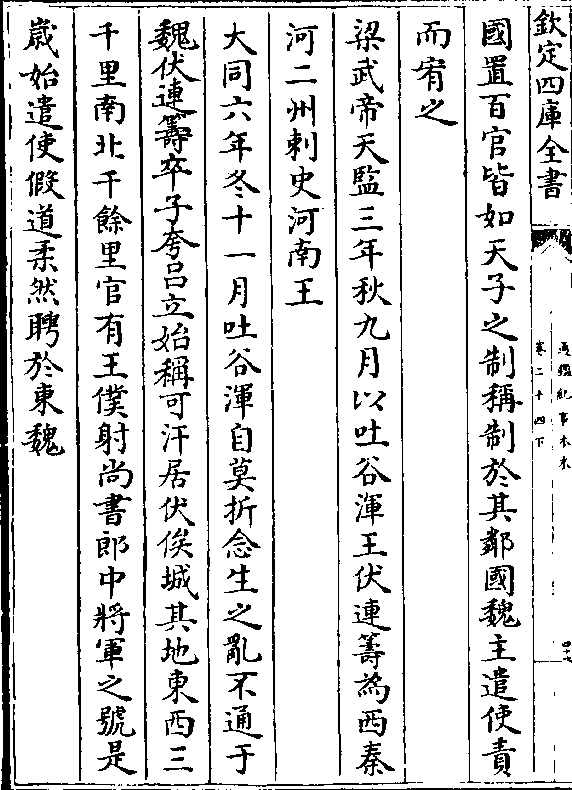 欽定四庫全書
通鑑紀事本末
卷二十四下
國置百官皆如天子之制稱制於其鄰國魏主遣使責
而宥之
梁武帝天監三年秋九月以吐谷渾王伏連籌為西秦
河二州刺史河南王
大同六年冬十一月吐谷渾自莫折念生之亂不通于
魏伏連籌卒子夸呂立始稱可汗居伏俟城其地東西三
千里南北千餘里官有王僕射尚書郎中將軍之號是
歲始遣使假道柔然聘於東魏